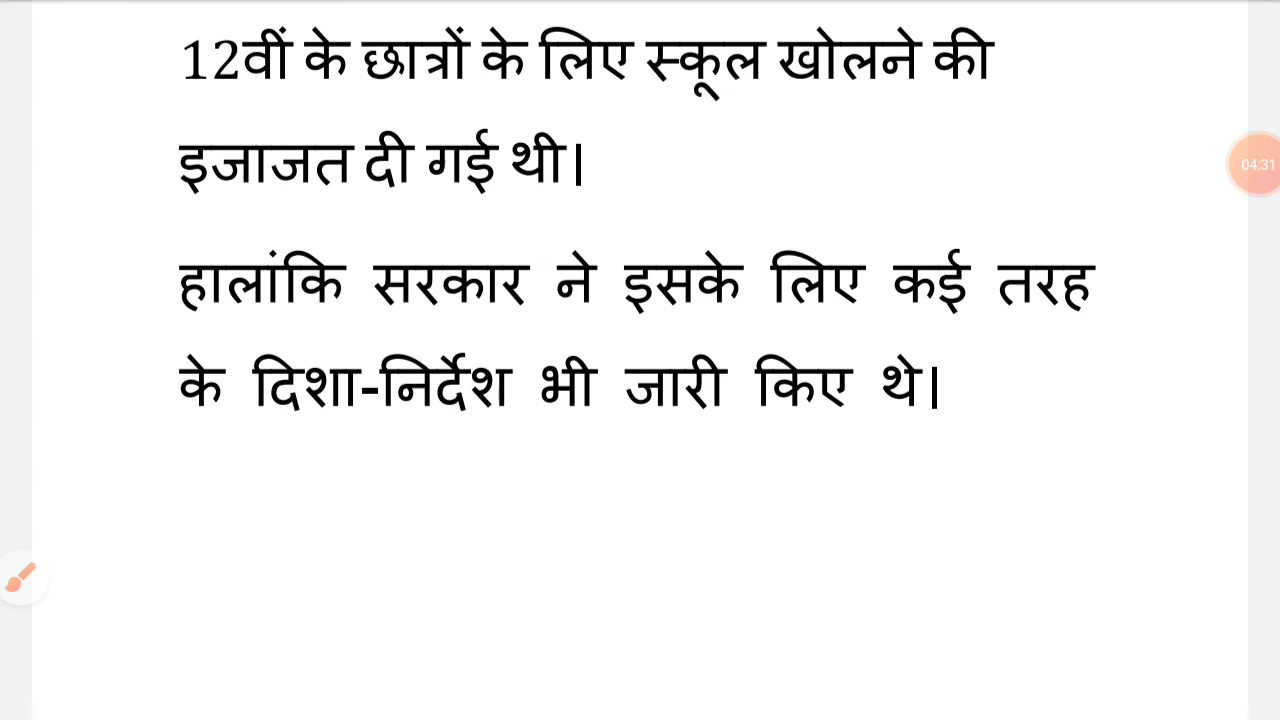 12वीं के छात्रों के लिए स्कूल खोलने की
इजाजत दी गई थी।
हालांकि सरकार ने इसके लिए कई तरह
के दिशा-निर्देश भी जारी किए थे।
04:31